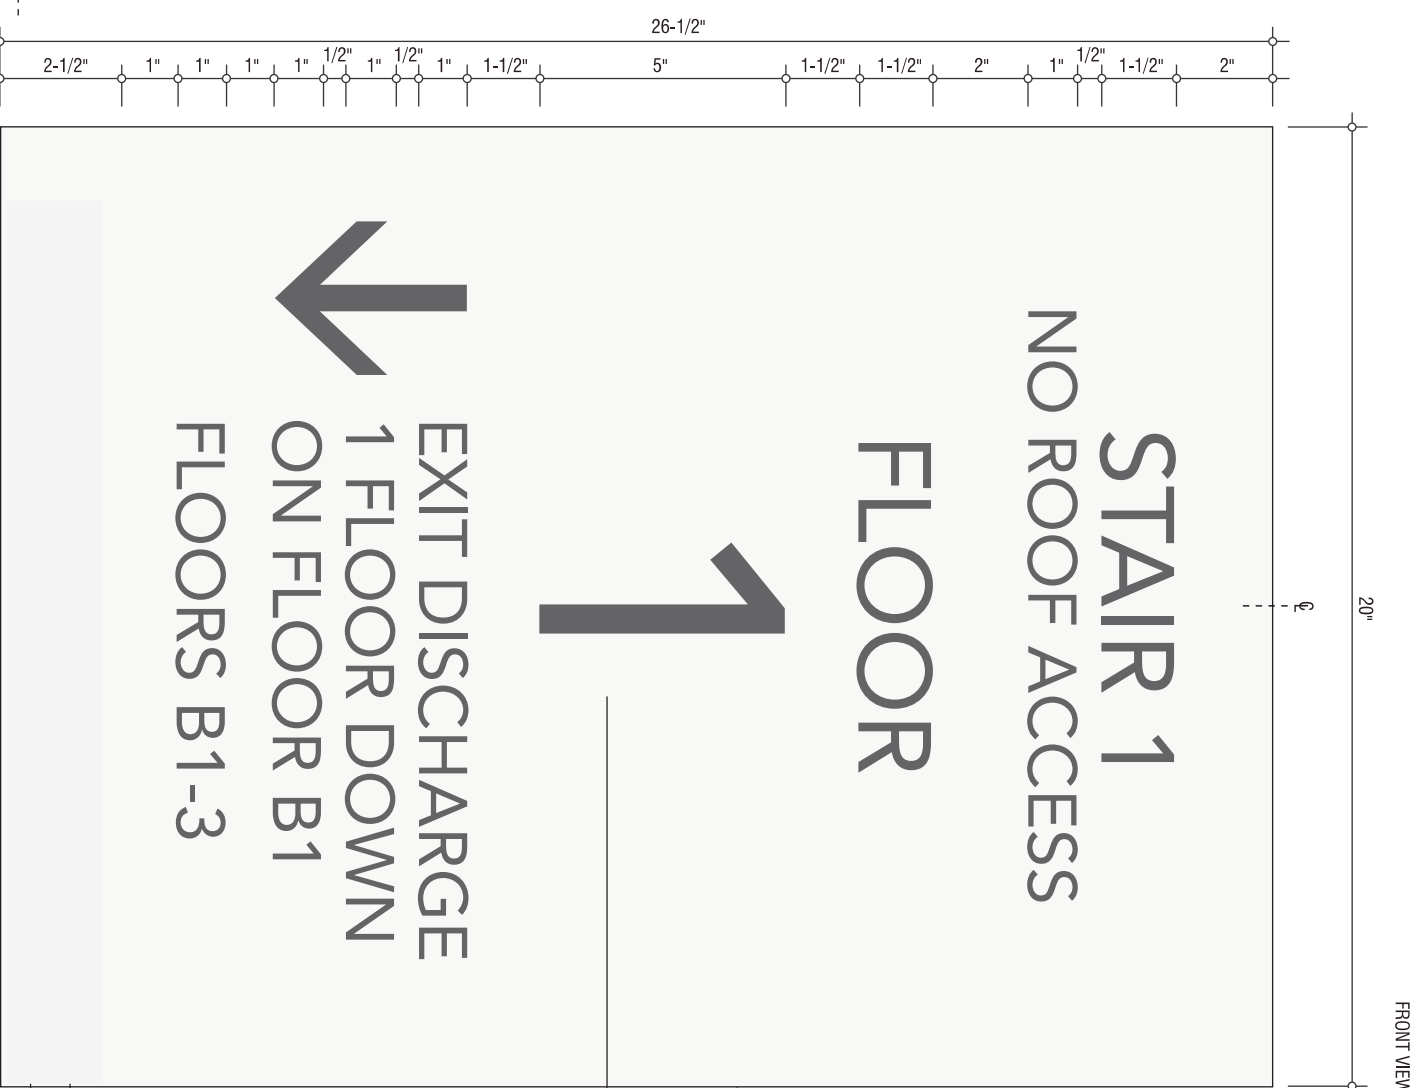 26-1/2"
2-1/2" 1" 1" 1" 1" 1/2" 1" 1/2" 1" 1-1/2" 5" 1-1/2" 1-1/2" 2" 1" 1/2" 1-1/2" 2"
STAIR 1
NO ROOF ACCESS
FLOOR
1
EXIT DISCHARGE
1 FLOOR DOWN
ON FLOOR B1
FLOORS B1-3
20"
FRONT VIEW